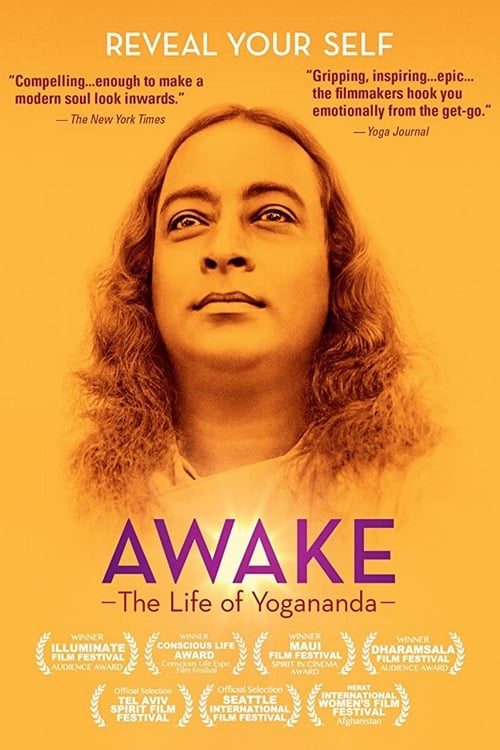 REVEAL YOUR SELF
“Compelling...enough to make a
modern soul look inwards.”
— The New York Times
“Gripping, inspiring...epic...
the filmmakers hook you
emotionally from the get-go.”
— Yoga Journal
AWAKE
–The Life of Yogananda–
WINNER
ILLUMINATE
FILM FESTIVAL
AUDIENCE AWARD
WINNER
CONSCIOUS LIFE
AWARD
Conscious Life Expo
Film Festival
WINNER
MAUI
FILM FESTIVAL
SPIRIT IN CINEMA
AWARD
WINNER
DHARAMSALA
FILM FESTIVAL
AUDIENCE AWARD
Official Selection
TEL AVIV
SPIRIT FILM
FESTIVAL
Official Selection
SEATTLE
INTERNATIONAL
FILM FESTIVAL
HERAT
INTERNATIONAL
WOMEN'S FILM
FESTIVAL
Afghanistan